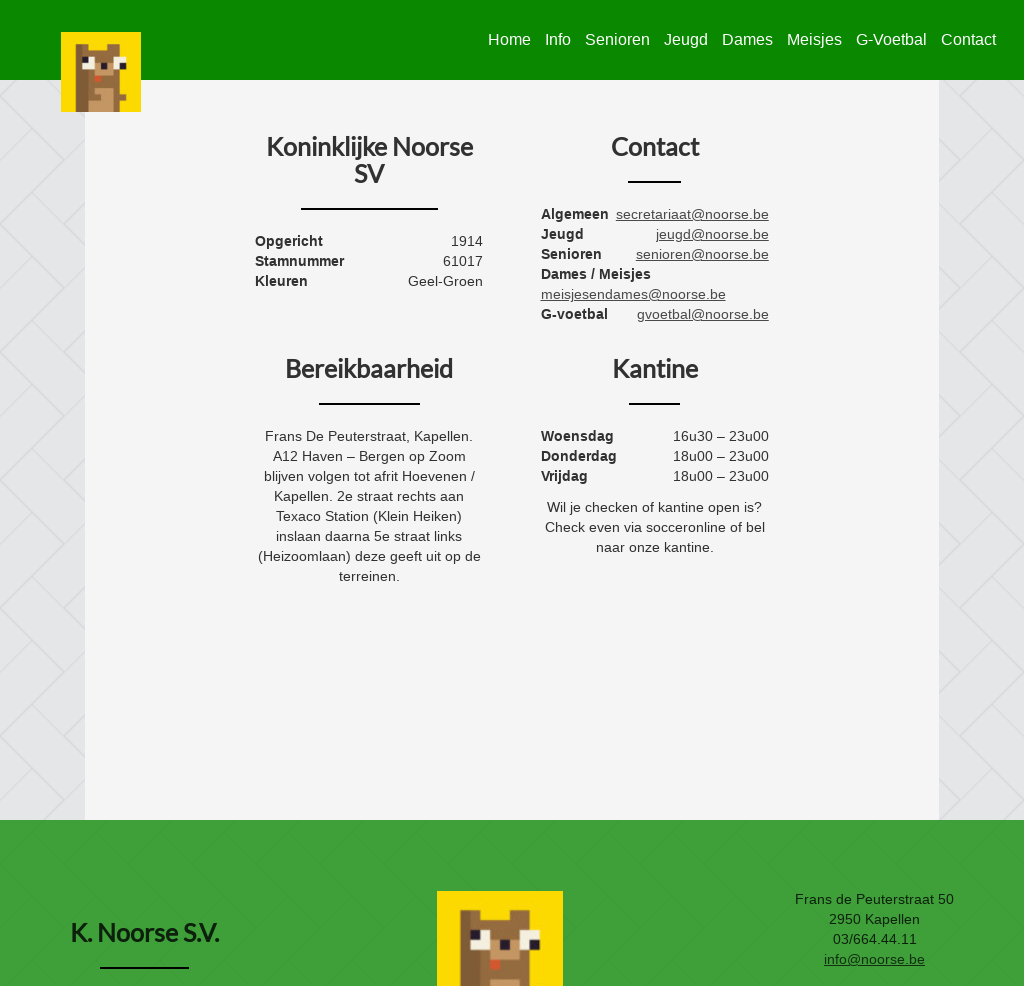 Home Info Senioren Jeugd Dames Meisjes G-Voetbal Contact
Koninklijke Noorse
SV
Opgericht 1914
Stamnummer 61017
Kleuren Geel-Groen
Contact
Algemeen secretariaat@noorse.be
Jeugd jeugd@noorse.be
Senioren senioren@noorse.be
Dames / Meisjes
meisjesendames@noorse.be
G-voetbal gvoetbal@noorse.be
Bereikbaarheid
Frans De Peuterstraat, Kapellen.
A12 Haven – Bergen op Zoom
blijven volgen tot afrit Hoevenen /
Kapellen. 2e straat rechts aan
Texaco Station (Klein Heiken)
inslaan daarna 5e straat links
(Heizoomlaan) deze geeft uit op de
terreinen.
Kantine
Woensdag 16u30 – 23u00
Donderdag 18u00 – 23u00
Vrijdag 18u00 – 23u00
Wil je checken of kantine open is?
Check even via socceronline of bel
naar onze kantine.
K. Noorse S.V.
Frans de Peuterstraat 50
2950 Kapellen
03/664.44.11
info@noorse.be